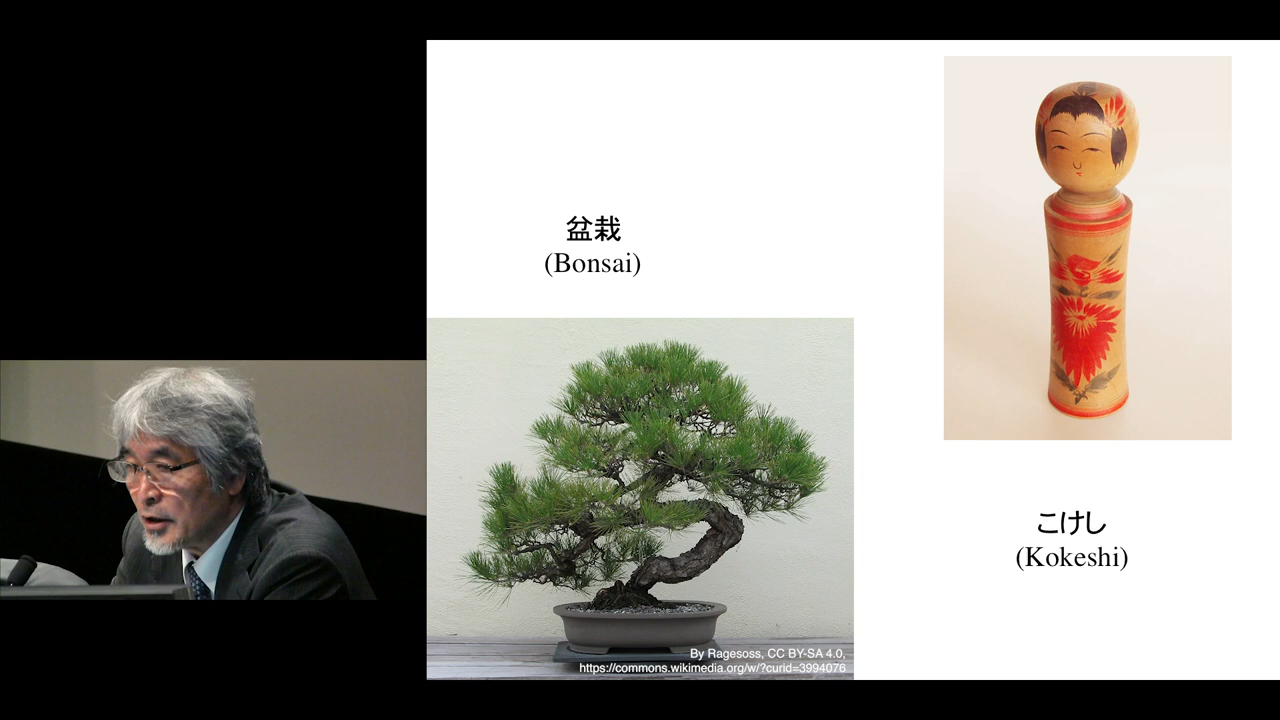 盆栽
(Bonsai)
By Ragesoss, CC BY-SA 4.0,
https://commons.wikimedia.org/w/?curid=3994076
こけし
(Kokeshi)